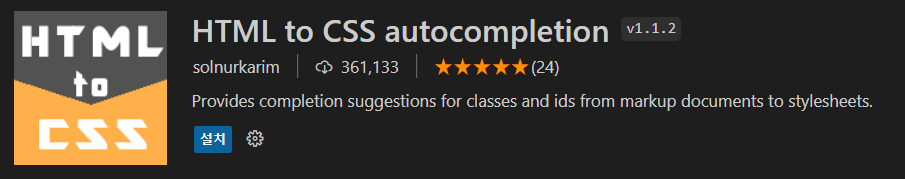 HTML
to
CSS
HTML to CSS autocompletion v1.1.2
solnurkarim 361,133 ★★★★★(24)
Provides completion suggestions for classes and ids from markup documents to stylesheets.
설치